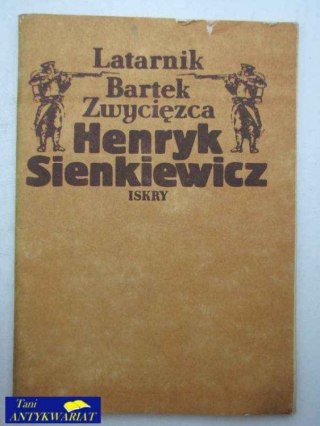 Latarnik
Bartek
Zwycięzca
Henryk
Sienkiewicz
ISKRY
Tani
ANTYKWARIAT